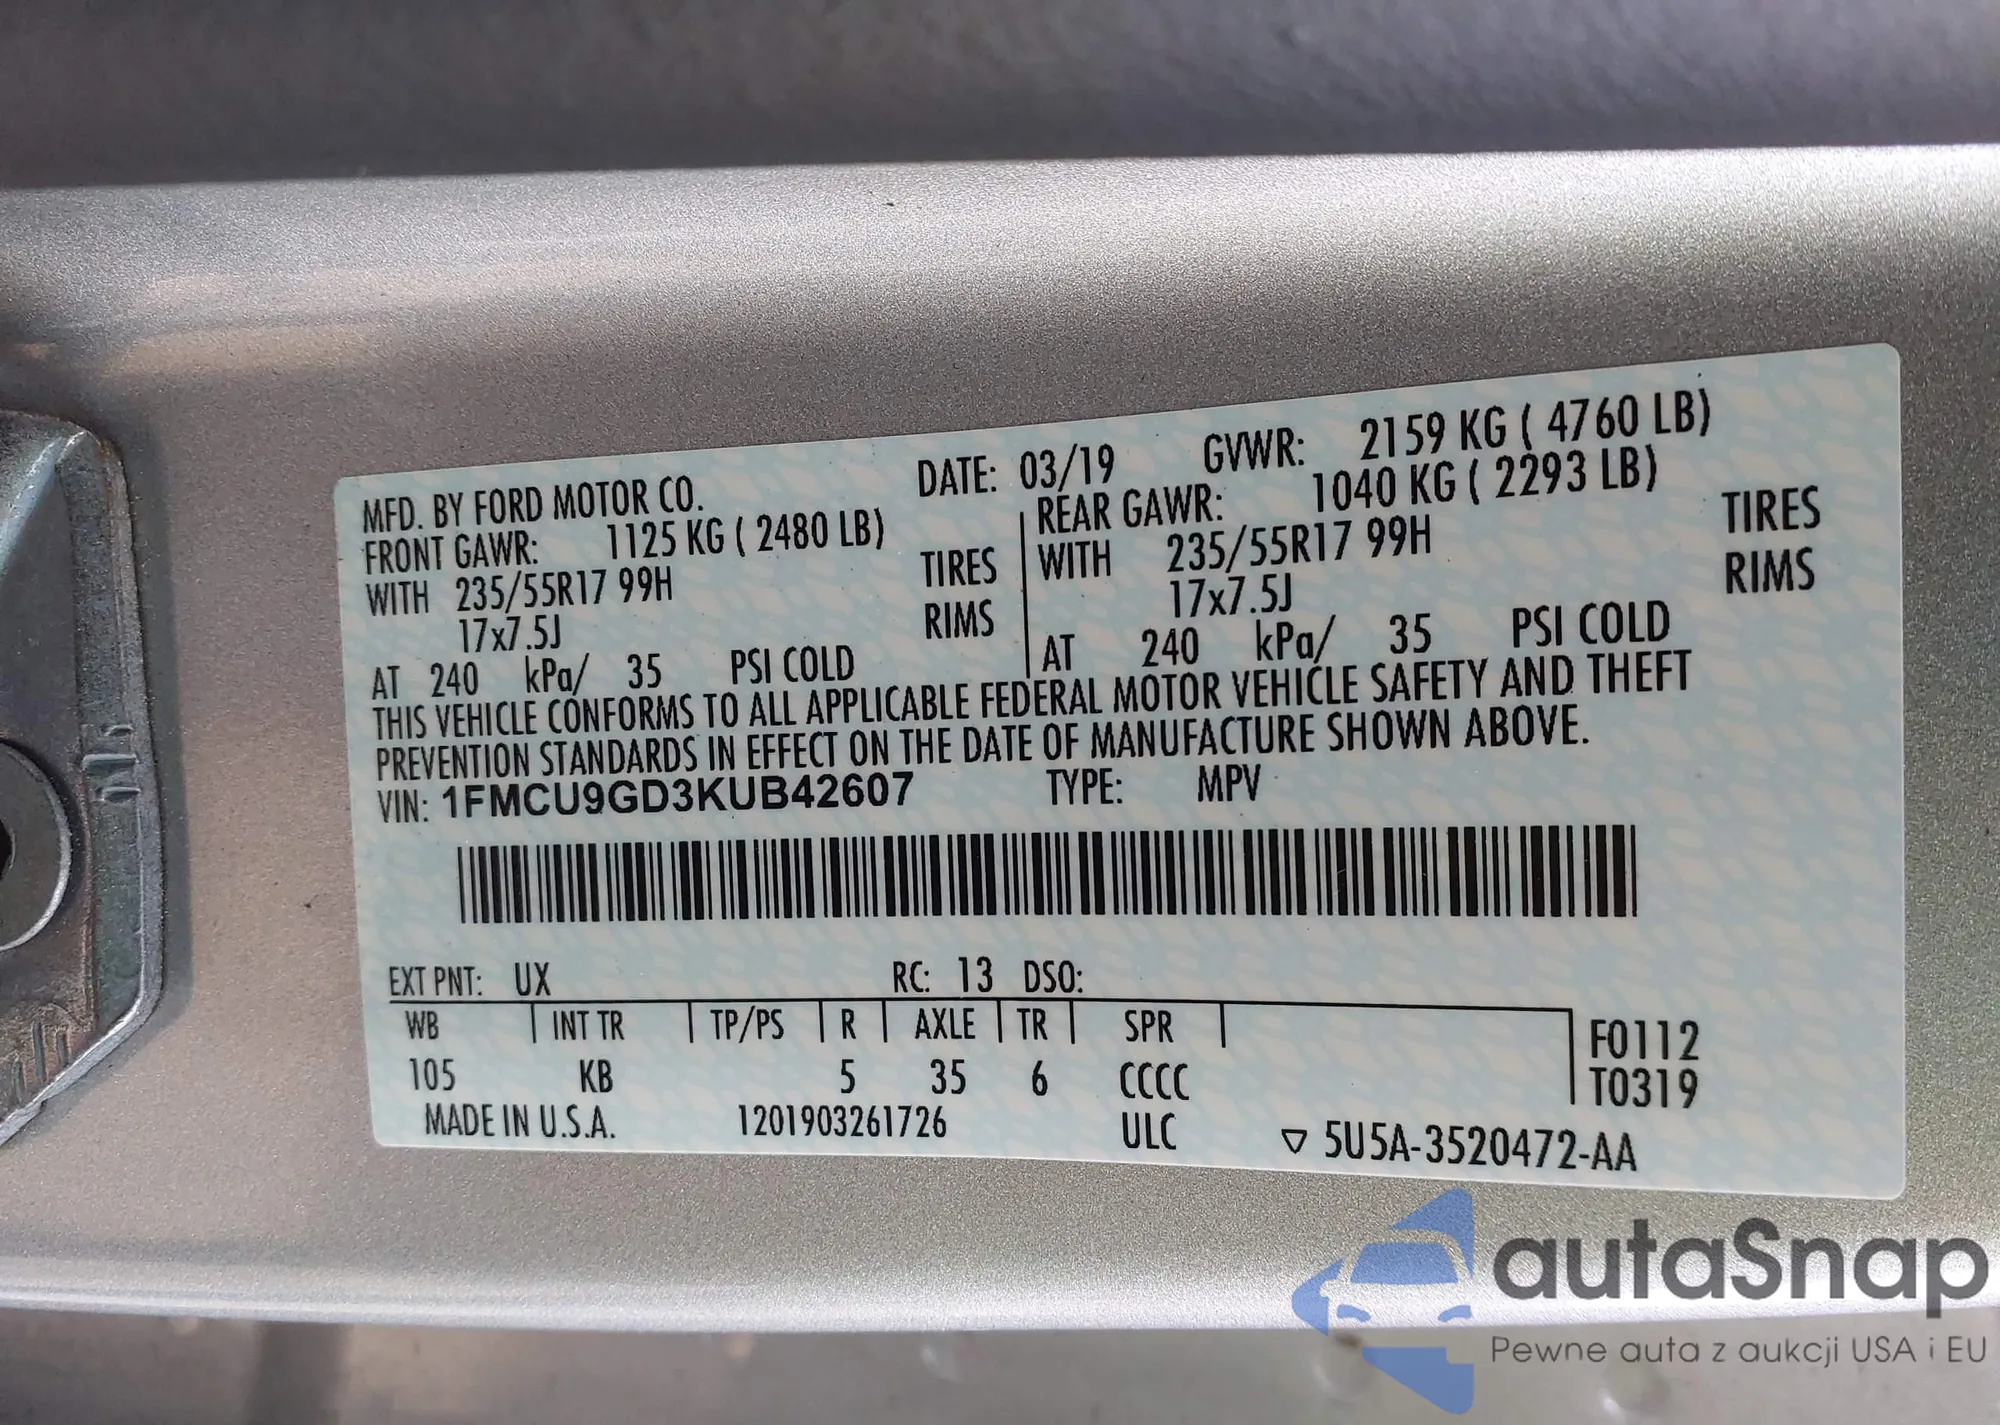 MFD. BY FORD MOTOR CO. DATE: 03/19 GVWR: 2159 KG ( 4760 LB)
FRONT GAWR: 1125 KG ( 2480 LB) REAR GAWR: 1040 KG ( 2293 LB)
WITH 235/55R17 99H TIRES WITH 235/55R17 99H TIRES
17x7.5J RIMS 17x7.5J RIMS
AT 240 kPa/ 35 PSI COLD AT 240 kPa/ 35 PSI COLD
THIS VEHICLE CONFORMS TO ALL APPLICABLE FEDERAL MOTOR VEHICLE SAFETY AND THEFT
PREVENTION STANDARDS IN EFFECT ON THE DATE OF MANUFACTURE SHOWN ABOVE.
VIN: 1FMCU9GD3KUB42607 TYPE: MPV
EXT PNT: UX RC: 13 DSO:
WB INT TR TP/PS R AXLE TR SPR F0112
105 KB 5 35 6 CCCC T0319
MADE IN U.S.A. 1201903261726 ULC ▽ 5U5A-3520472-AA
autaSnap
Pewne auta z aukcji USA i EU